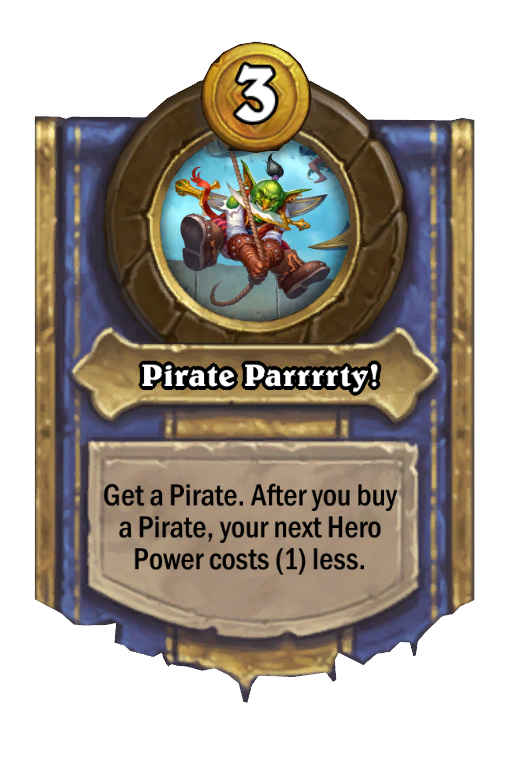 3
Pirate Parrrrty!
Get a Pirate. After you buy
a Pirate, your next Hero
Power costs (1) less.